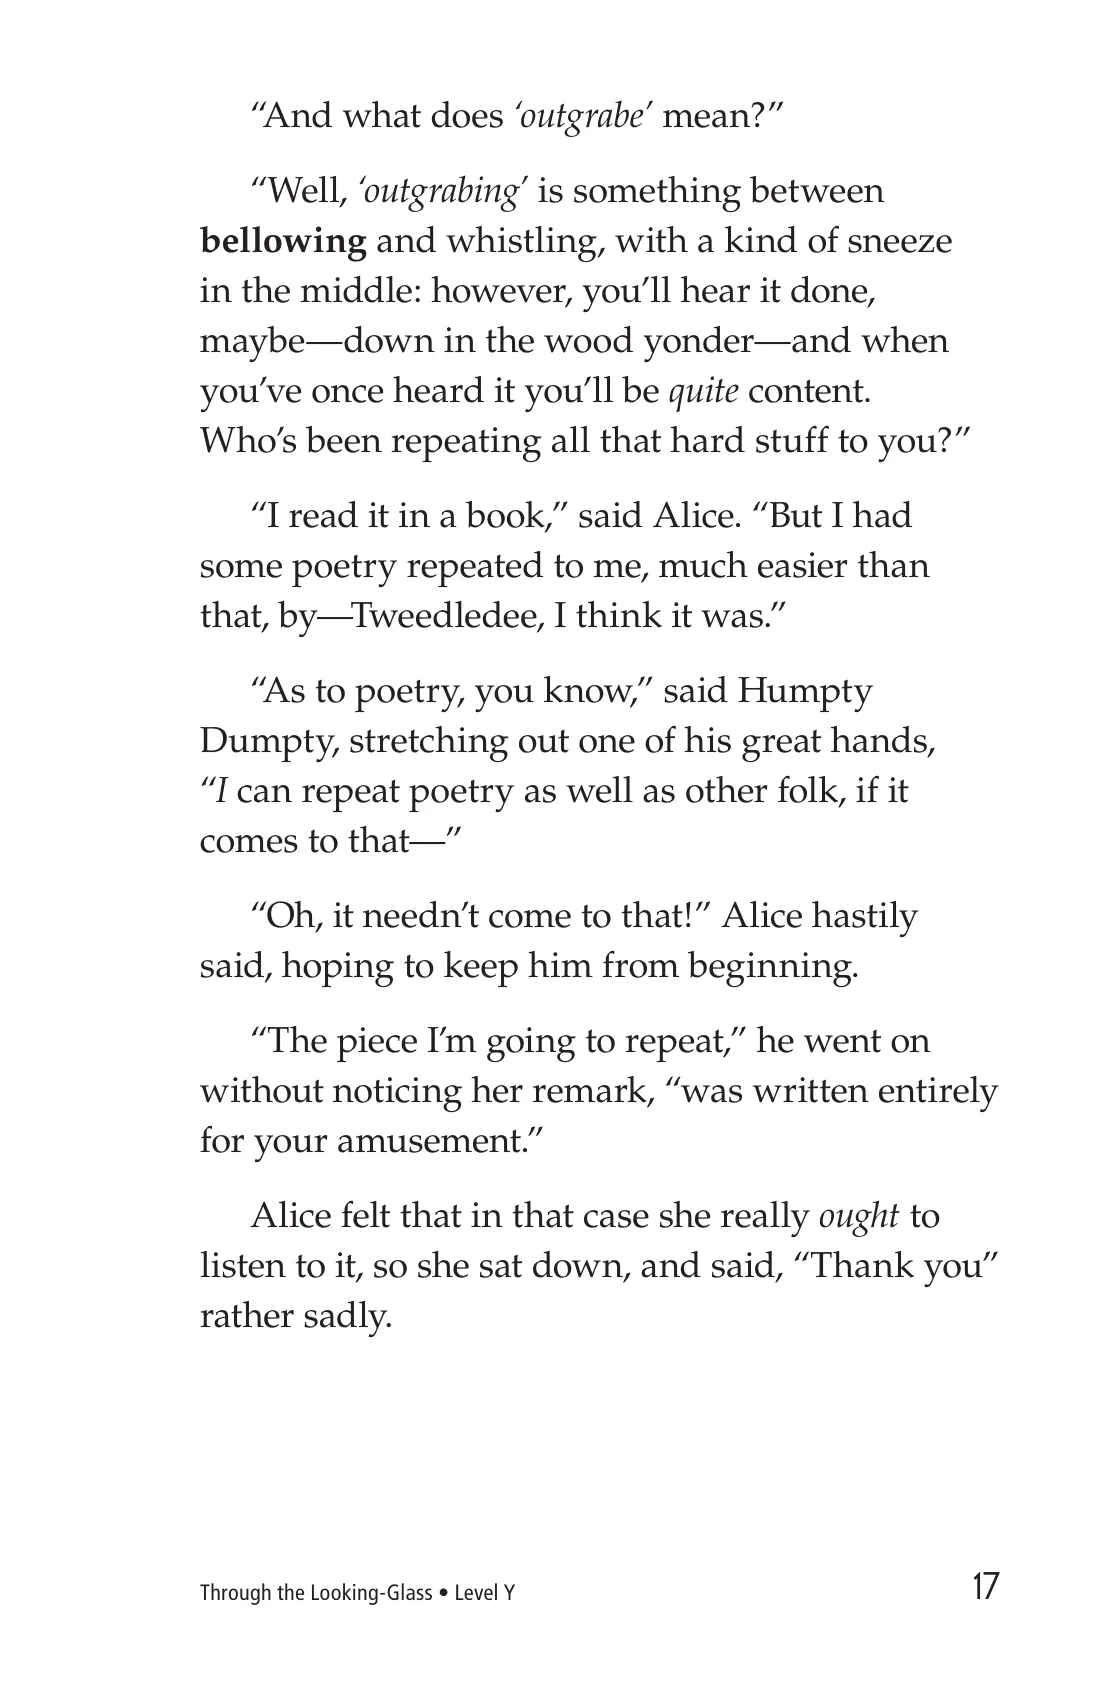 “And what does ‘outgrabe’ mean?”
“Well, ‘outgrabing’ is something between
bellowing and whistling, with a kind of sneeze
in the middle: however, you’ll hear it done,
maybe—down in the wood yonder—and when
you’ve once heard it you’ll be quite content.
Who’s been repeating all that hard stuff to you?”
“I read it in a book,” said Alice. “But I had
some poetry repeated to me, much easier than
that, by—Tweedledee, I think it was.”
“As to poetry, you know,” said Humpty
Dumpty, stretching out one of his great hands,
“I can repeat poetry as well as other folk, if it
comes to that—”
“Oh, it needn’t come to that!” Alice hastily
said, hoping to keep him from beginning.
“The piece I’m going to repeat,” he went on
without noticing her remark, “was written entirely
for your amusement.”
Alice felt that in that case she really ought to
listen to it, so she sat down, and said, “Thank you”
rather sadly.
Through the Looking-Glass • Level Y
17